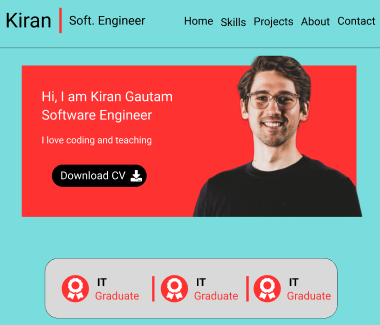 Kiran | Soft. Engineer Home Skills Projects About Contact
Hi, I am Kiran Gautam
Software Engineer
I love coding and teaching
Download CV
IT IT IT
Graduate Graduate Graduate